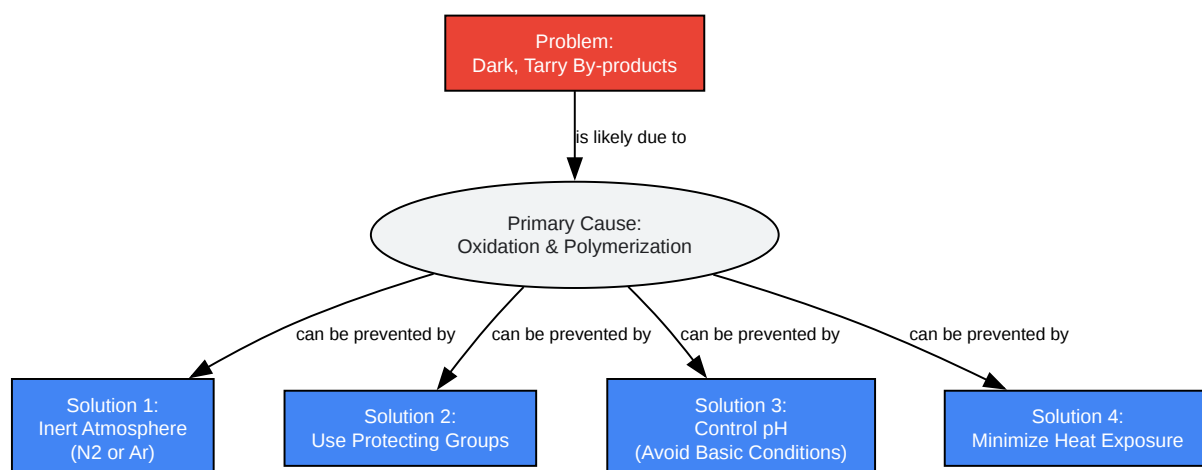 Problem:
Dark, Tarry By-products
is likely due to
Primary Cause:
Oxidation & Polymerization
can be prevented by
can be prevented by
can be prevented by
can be prevented by
Solution 1:
Inert Atmosphere
(N2 or Ar)
Solution 2:
Use Protecting Groups
Solution 3:
Control pH
(Avoid Basic Conditions)
Solution 4:
Minimize Heat Exposure